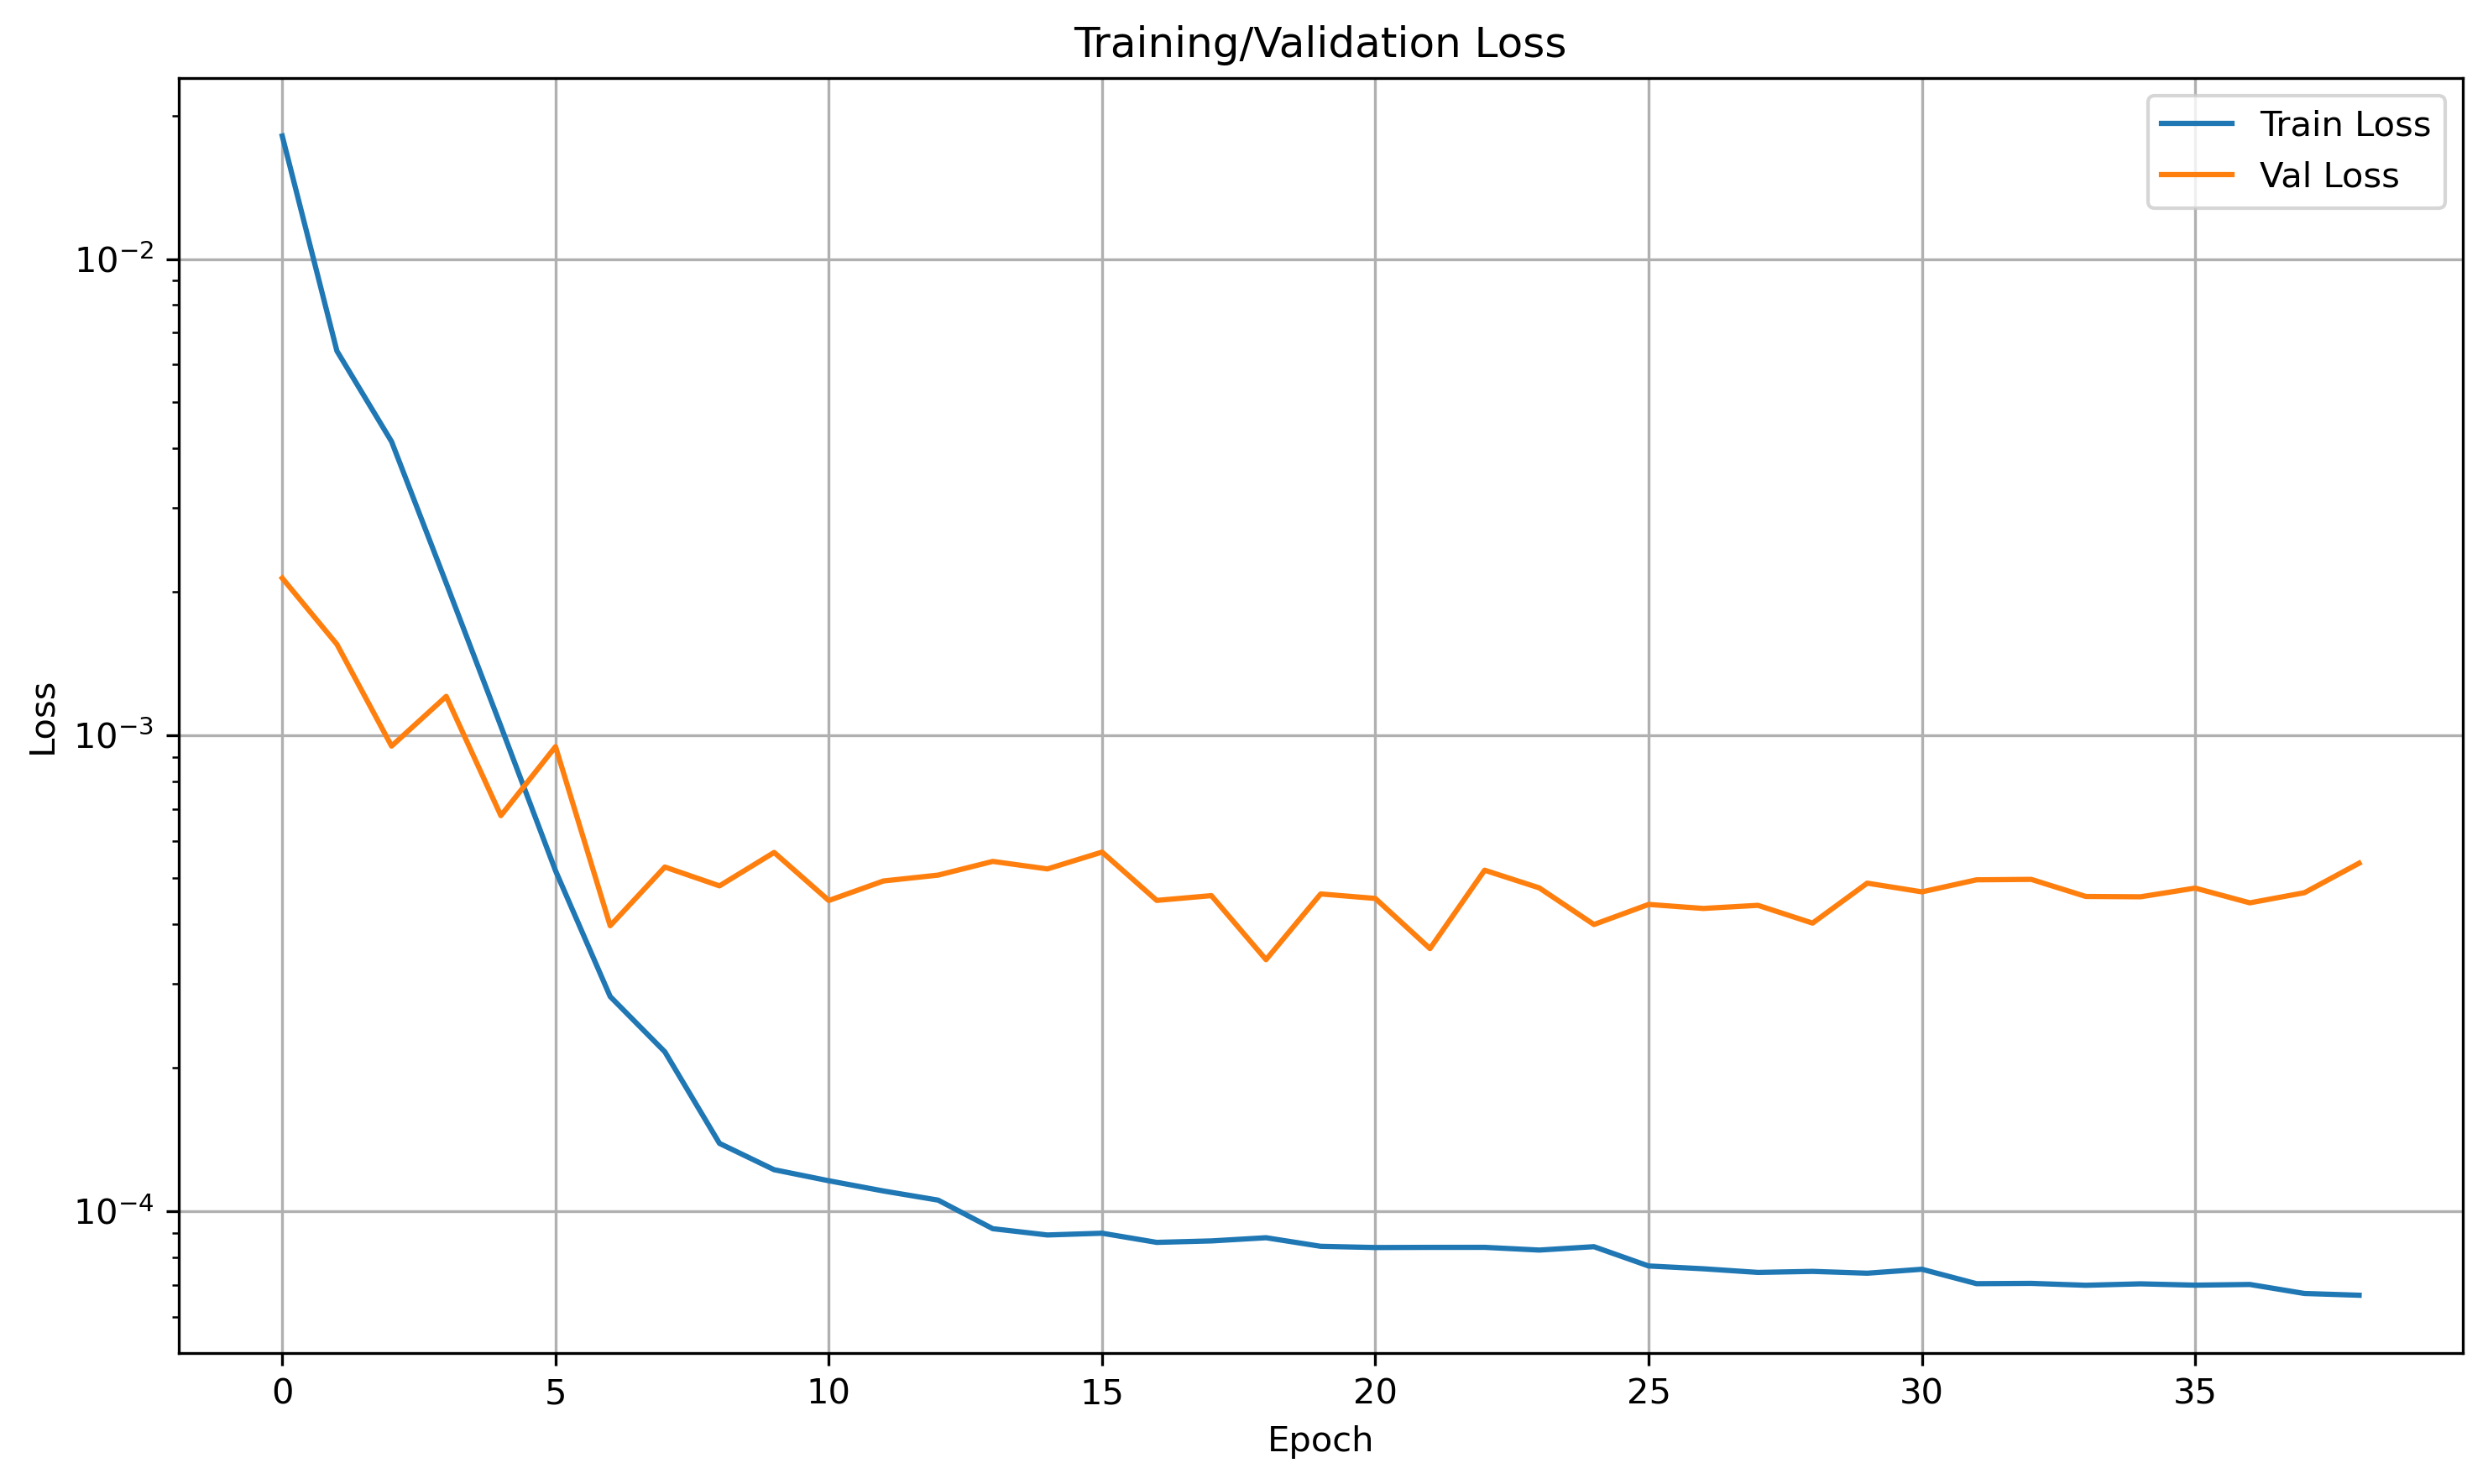 Training/Validation Loss
Train Loss
Val Loss
10⁻²
10⁻³
10⁻⁴
Loss
0 5 10 15 20 25 30 35
Epoch